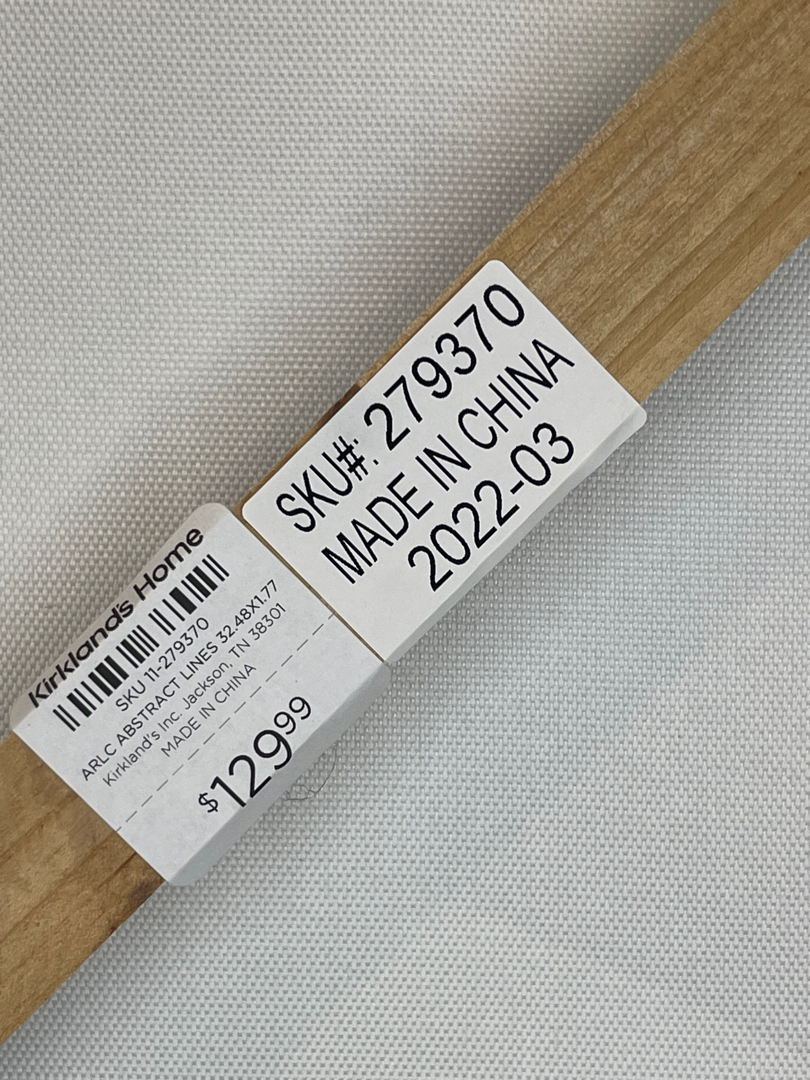 SKU#: 279370
MADE IN CHINA
2022-03
Kirkland's Home
SKU 11-279370
ARLC ABSTRACT LINES 32.48X1.77
Kirkland's Inc. Jackson, TN 38301
MADE IN CHINA
$129.99